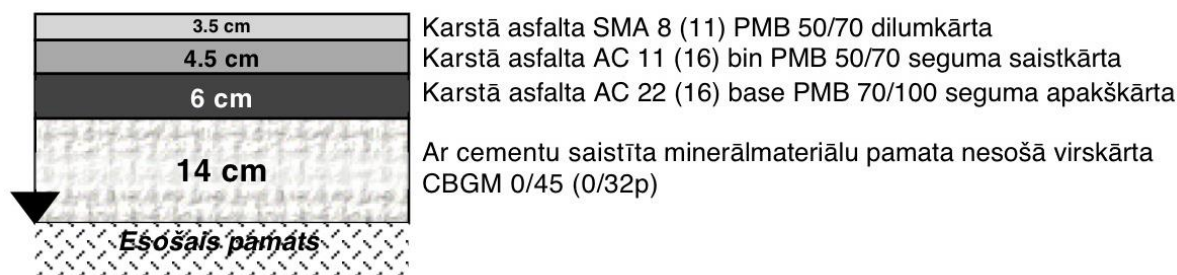 3.5 cm
Karstā asfalta SMA 8 (11) PMB 50/70 dilumkārta
4.5 cm
Karstā asfalta AC 11 (16) bin PMB 50/70 seguma saistkārta
6 cm
Karstā asfalta AC 22 (16) base PMB 70/100 seguma apakškārta
14 cm
Ar cementu saistīta minerālmateriālu pamata nesošā virskārta
CBGM 0/45 (0/32p)
Esošais pamats